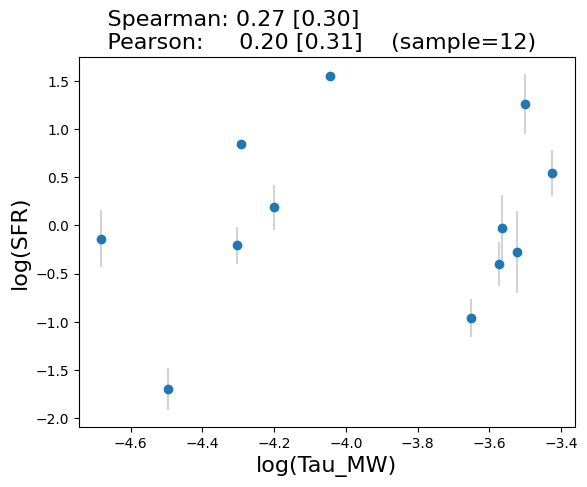 Spearman: 0.27 [0.30]
Pearson: 0.20 [0.31] (sample=12)
1.5
1.0
0.5
0.0
−0.5
−1.0
−1.5
−2.0
log(SFR)
−4.6 −4.4 −4.2 −4.0 −3.8 −3.6 −3.4
log(Tau_MW)